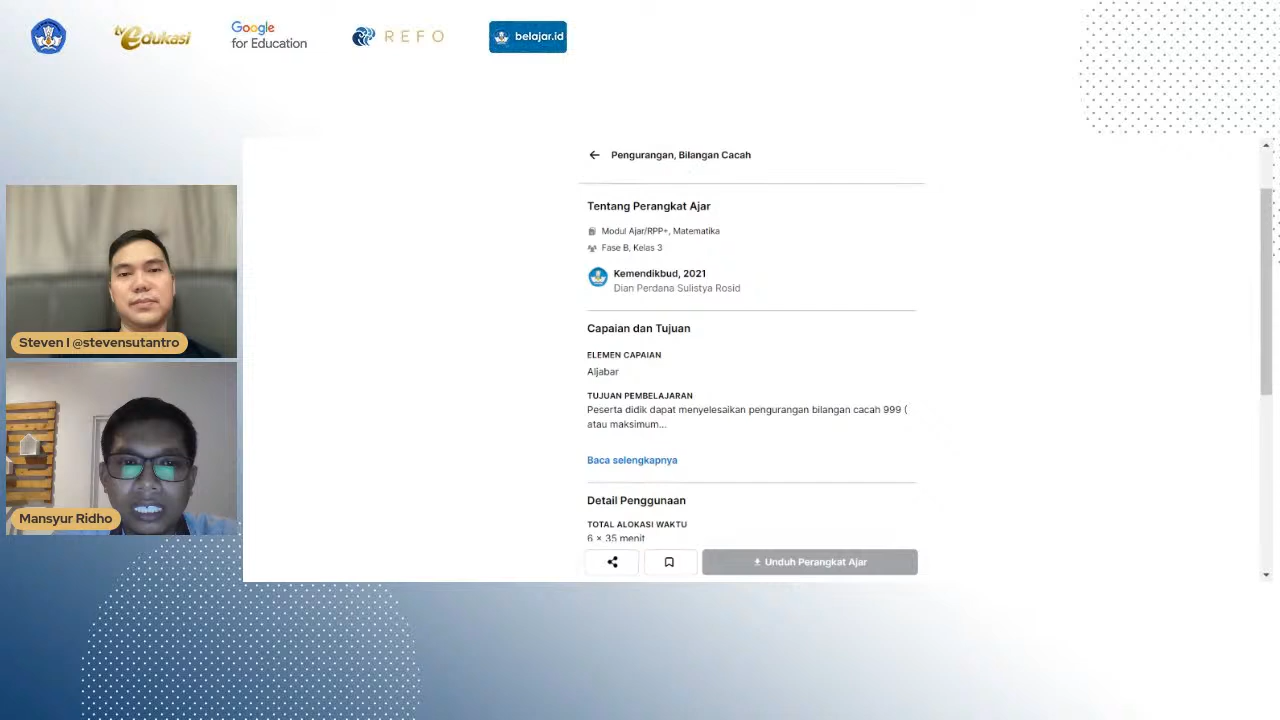 tv edukasi
Google
for Education
REFO
belajar.id
Pengurangan, Bilangan Cacah
Tentang Perangkat Ajar
Modul Ajar/RPP+, Matematika
Fase B, Kelas 3
Kemendikbud, 2021
Dian Perdana Sulistya Rosid
Capaian dan Tujuan
ELEMEN CAPAIAN
Aljabar
TUJUAN PEMBELAJARAN
Peserta didik dapat menyelesaikan pengurangan bilangan cacah 999 (
atau maksimum...
Baca selengkapnya
Detail Penggunaan
TOTAL ALOKASI WAKTU
6 × 35 menit
Unduh Perangkat Ajar
Steven I @stevensutantro
Mansyur Ridho